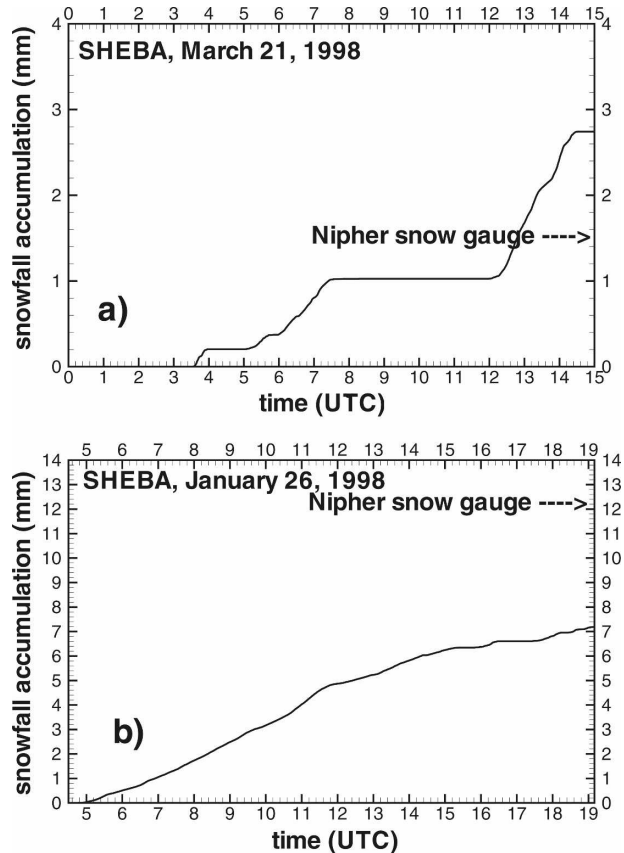 0 1 2 3 4 5 6 7 8 9 10 11 12 13 14 15
4 SHEBA, March 21, 1998 4
3 3
2 2
Nipher snow gauge ---->
1 1
a)
0 0
0 1 2 3 4 5 6 7 8 9 10 11 12 13 14 15
time (UTC)
snowfall accumulation (mm)
5 6 7 8 9 10 11 12 13 14 15 16 17 18 19
14 14
SHEBA, January 26, 1998
13 13
Nipher snow gauge ---->
12 12
11 11
10 10
9 9
8 8
7 7
6 6
5 5
4 4
3 3
b)
2 2
1 1
0 0
5 6 7 8 9 10 11 12 13 14 15 16 17 18 19
time (UTC)
snowfall accumulation (mm)